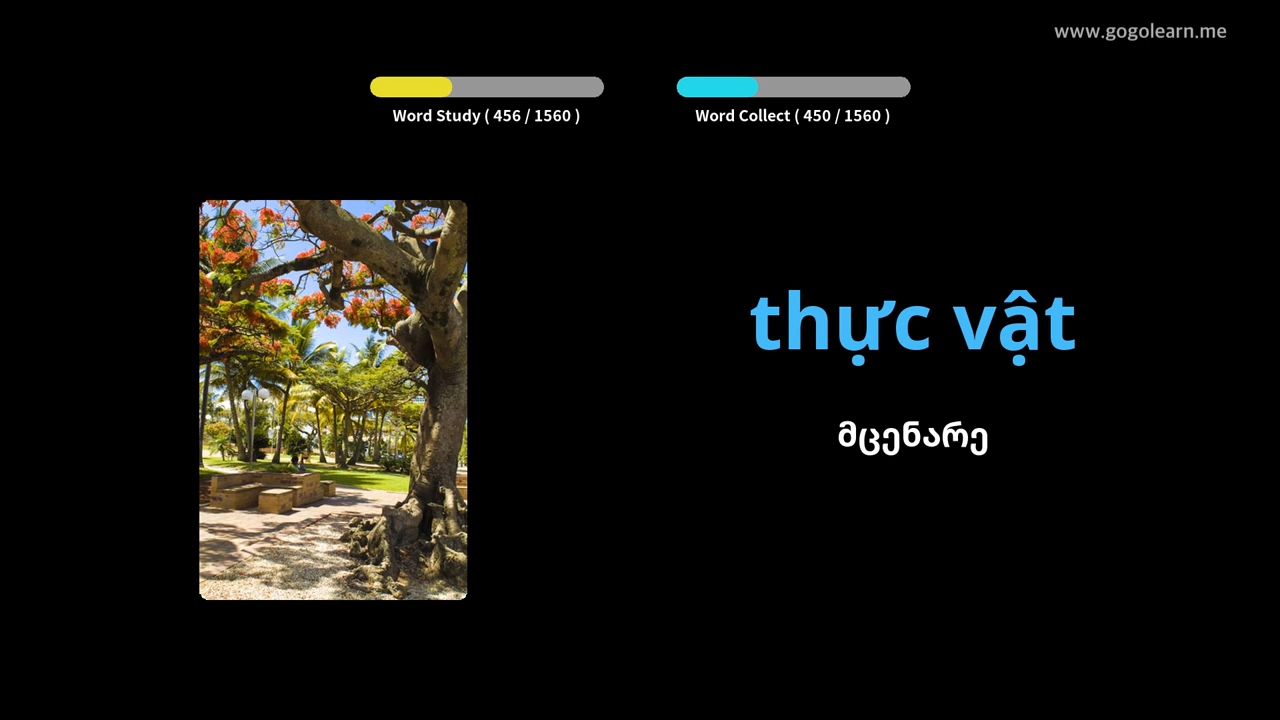 www.gogolearn.me
Word Study ( 456 / 1560 )
Word Collect ( 450 / 1560 )
thực vật
მცენარე